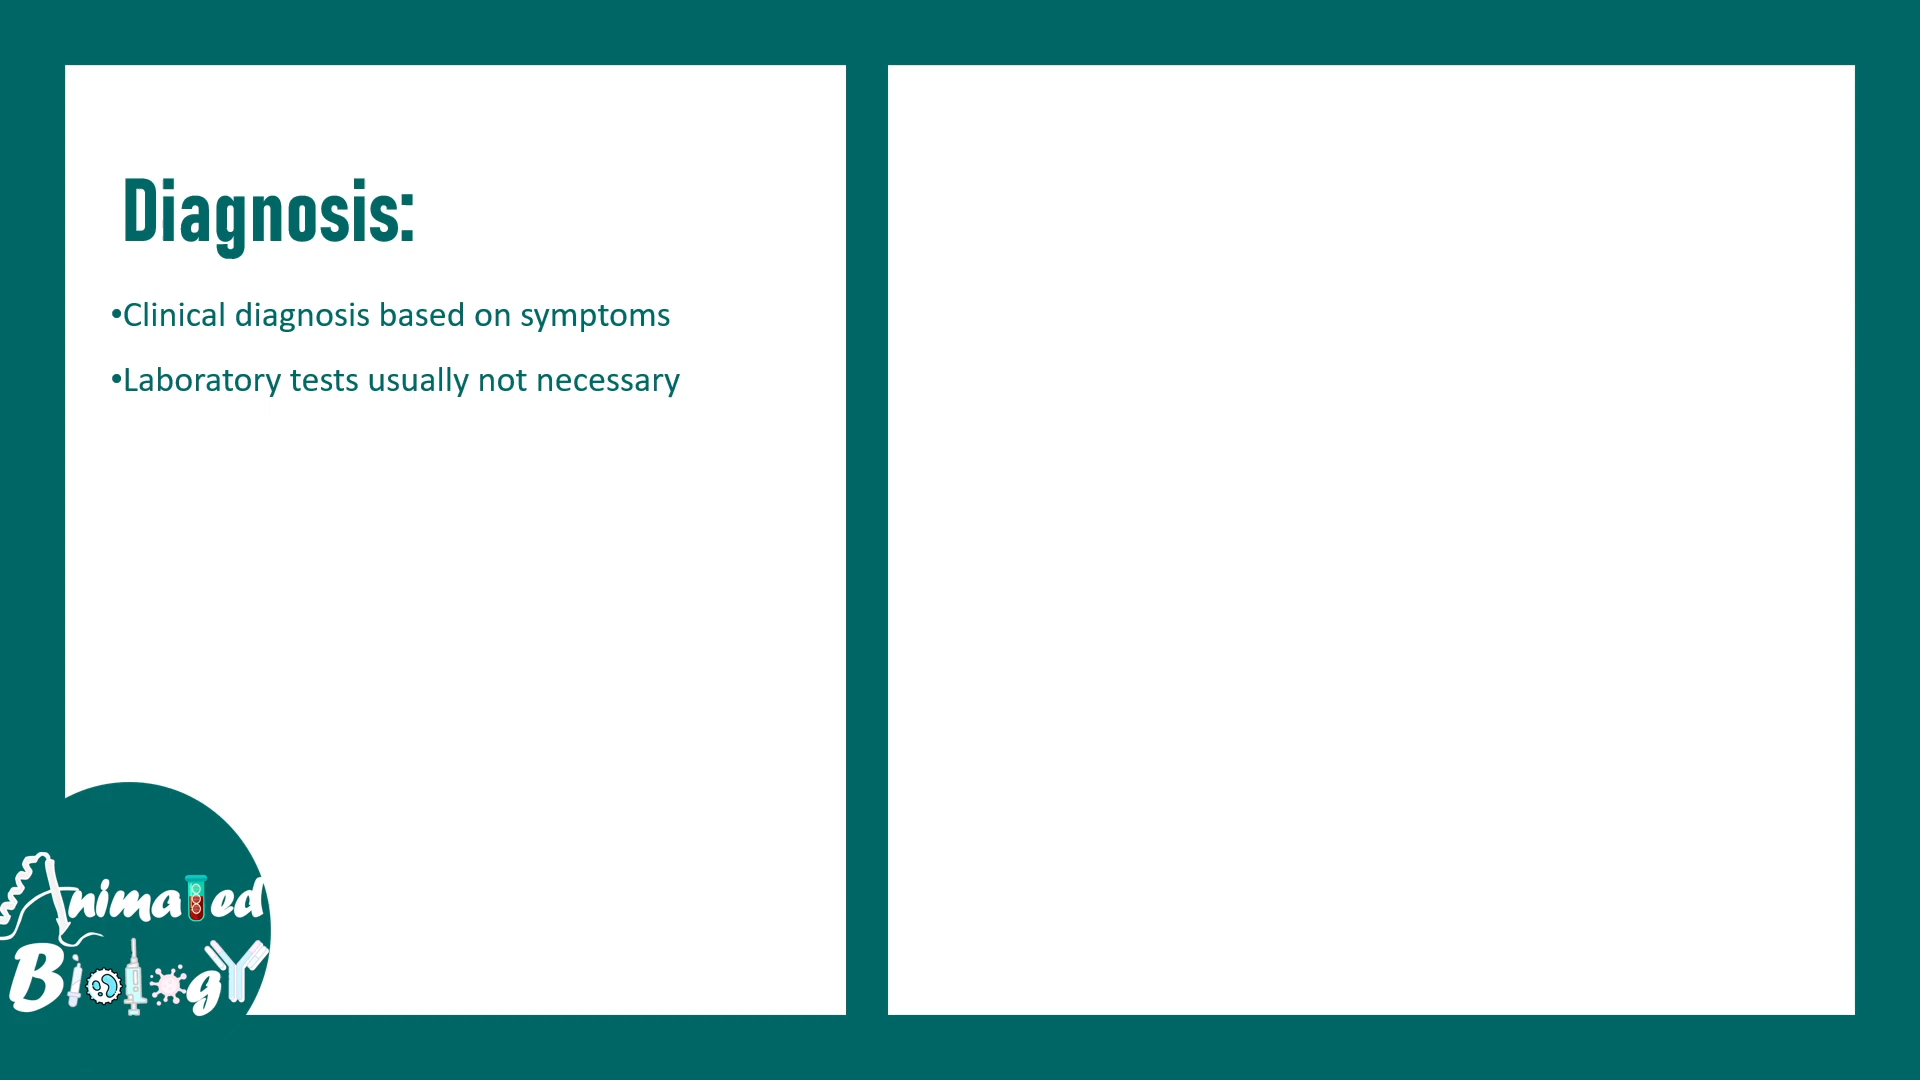 Diagnosis:
•Clinical diagnosis based on symptoms
•Laboratory tests usually not necessary
Animated
BiologY